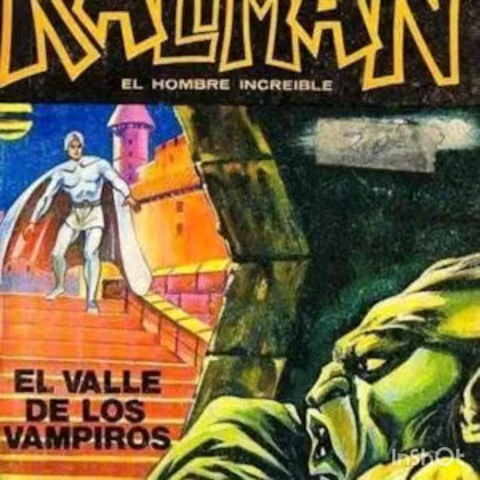 KALIMAN
EL HOMBRE INCREIBLE
EL VALLE
DE LOS
VAMPIROS
InShOt